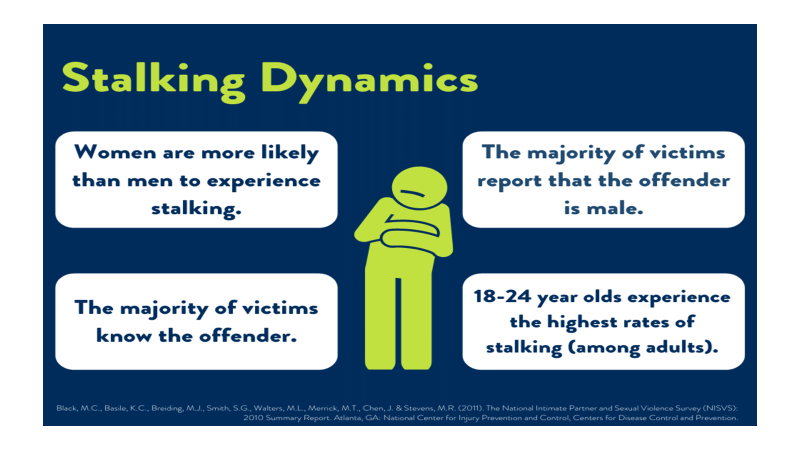 Stalking Dynamics
Women are more likely
than men to experience
stalking.
The majority of victims
report that the offender
is male.
The majority of victims
know the offender.
18-24 year olds experience
the highest rates of
stalking (among adults).
Black, M.C., Basile, K.C., Breiding, M.J., Smith, S.G., Walters, M.L., Merrick, M.T., Chen, J. & Stevens, M.R. (2011). The National Intimate Partner and Sexual Violence Survey (NISVS):
2010 Summary Report. Atlanta, GA: National Center for Injury Prevention and Control, Centers for Disease Control and Prevention.